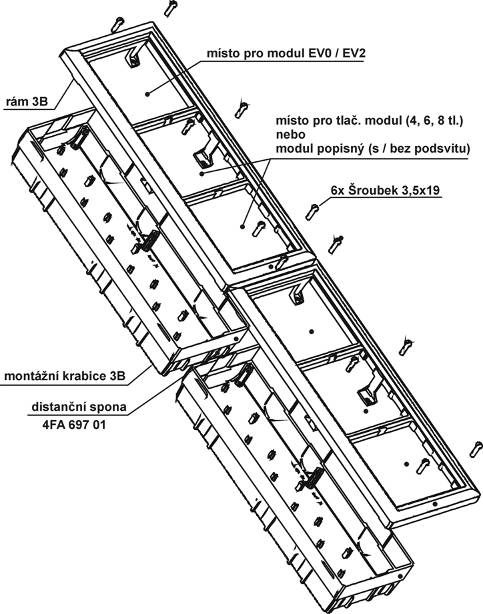 místo pro modul EV0 / EV2
rám 3B
místo pro tlač. modul (4, 6, 8 tl.)
nebo
modul popisný (s / bez podsvitu)
6x Šroubek 3,5x19
montážní krabice 3B
distanční spona
4FA 697 01